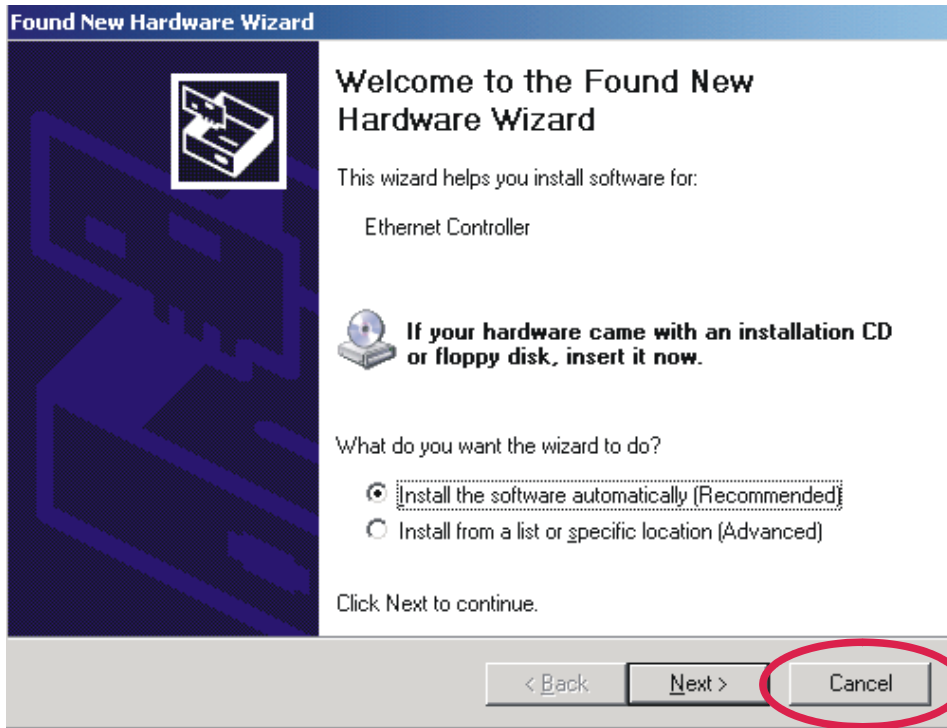 Found New Hardware Wizard
Welcome to the Found New
Hardware Wizard
This wizard helps you install software for:
Ethernet Controller
If your hardware came with an installation CD
or floppy disk, insert it now.
What do you want the wizard to do?
Install the software automatically (Recommended)
Install from a list or specific location (Advanced)
Click Next to continue.
< Back Next > Cancel